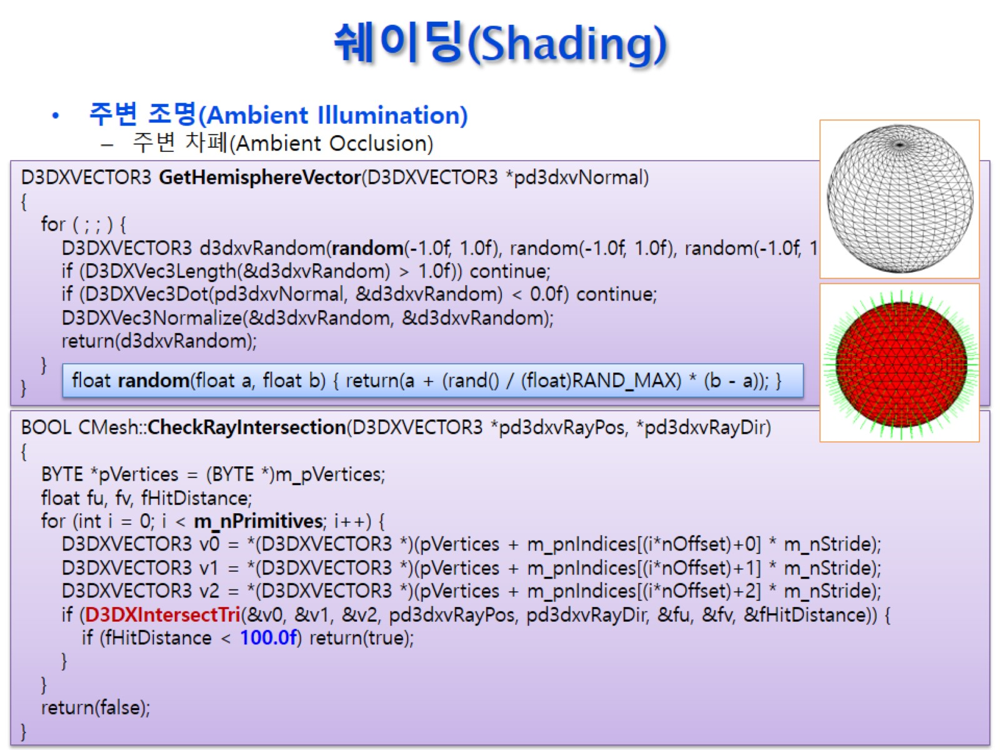 쉐이딩(Shading)
• 주변 조명(Ambient Illumination)
– 주변 차폐(Ambient Occlusion)
D3DXVECTOR3 GetHemisphereVector(D3DXVECTOR3 *pd3dxvNormal)
{
for ( ; ; ) {
D3DXVECTOR3 d3dxvRandom(random(-1.0f, 1.0f), random(-1.0f, 1.0f), random(-1.0f, 1
if (D3DXVec3Length(&d3dxvRandom) > 1.0f)) continue;
if (D3DXVec3Dot(pd3dxvNormal, &d3dxvRandom) < 0.0f) continue;
D3DXVec3Normalize(&d3dxvRandom, &d3dxvRandom);
return(d3dxvRandom);
}
}
float random(float a, float b) { return(a + (rand() / (float)RAND_MAX) * (b - a)); }
BOOL CMesh::CheckRayIntersection(D3DXVECTOR3 *pd3dxvRayPos, *pd3dxvRayDir)
{
BYTE *pVertices = (BYTE *)m_pVertices;
float fu, fv, fHitDistance;
for (int i = 0; i < m_nPrimitives; i++) {
D3DXVECTOR3 v0 = *(D3DXVECTOR3 *)(pVertices + m_pnIndices[(i*nOffset)+0] * m_nStride);
D3DXVECTOR3 v1 = *(D3DXVECTOR3 *)(pVertices + m_pnIndices[(i*nOffset)+1] * m_nStride);
D3DXVECTOR3 v2 = *(D3DXVECTOR3 *)(pVertices + m_pnIndices[(i*nOffset)+2] * m_nStride);
if (D3DXIntersectTri(&v0, &v1, &v2, pd3dxvRayPos, pd3dxvRayDir, &fu, &fv, &fHitDistance)) {
if (fHitDistance < 100.0f) return(true);
}
}
return(false);
}